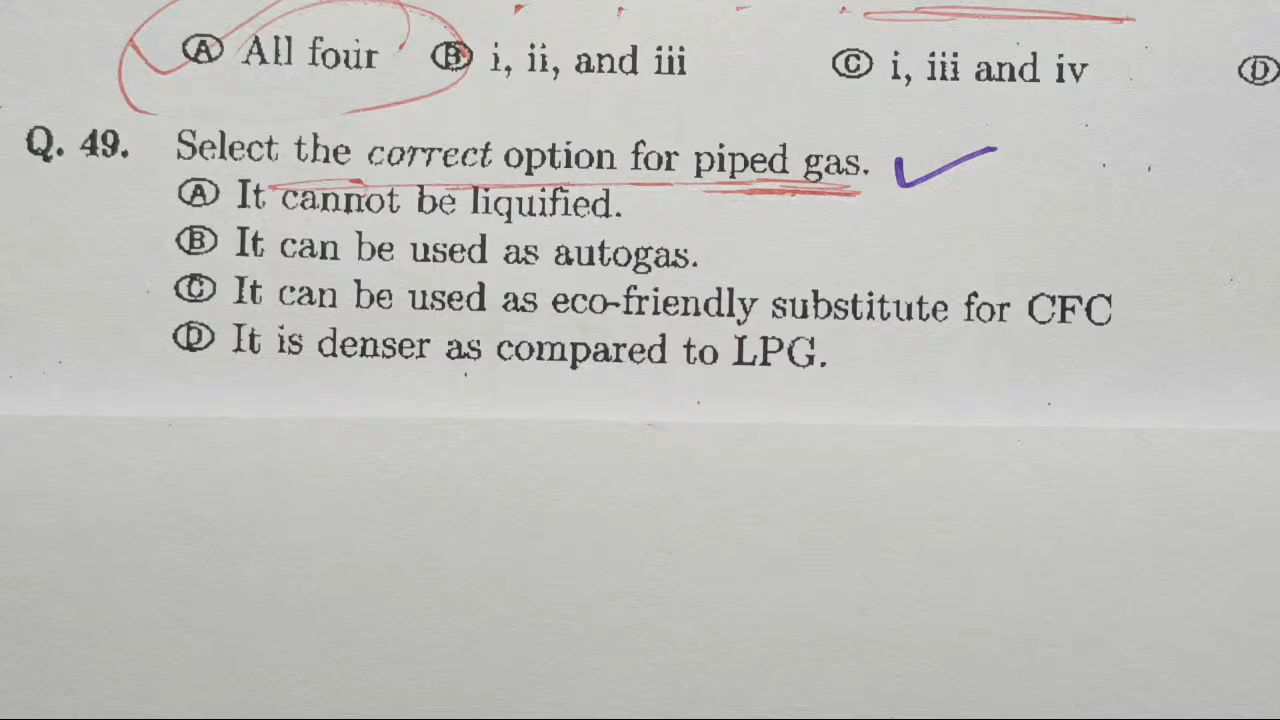 Ⓐ All four Ⓑ i, ii, and iii Ⓒ i, iii and iv Ⓓ
Q. 49. Select the correct option for piped gas.
Ⓐ It cannot be liquified.
Ⓑ It can be used as autogas.
Ⓒ It can be used as eco-friendly substitute for CFC
Ⓓ It is denser as compared to LPG.